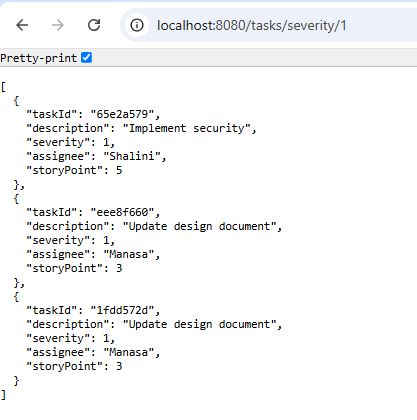 localhost:8080/tasks/severity/1
Pretty-print
[
  {
    "taskId": "65e2a579",
    "description": "Implement security",
    "severity": 1,
    "assignee": "Shalini",
    "storyPoint": 5
  },
  {
    "taskId": "eee8f660",
    "description": "Update design document",
    "severity": 1,
    "assignee": "Manasa",
    "storyPoint": 3
  },
  {
    "taskId": "1fdd572d",
    "description": "Update design document",
    "severity": 1,
    "assignee": "Manasa",
    "storyPoint": 3
  }
]